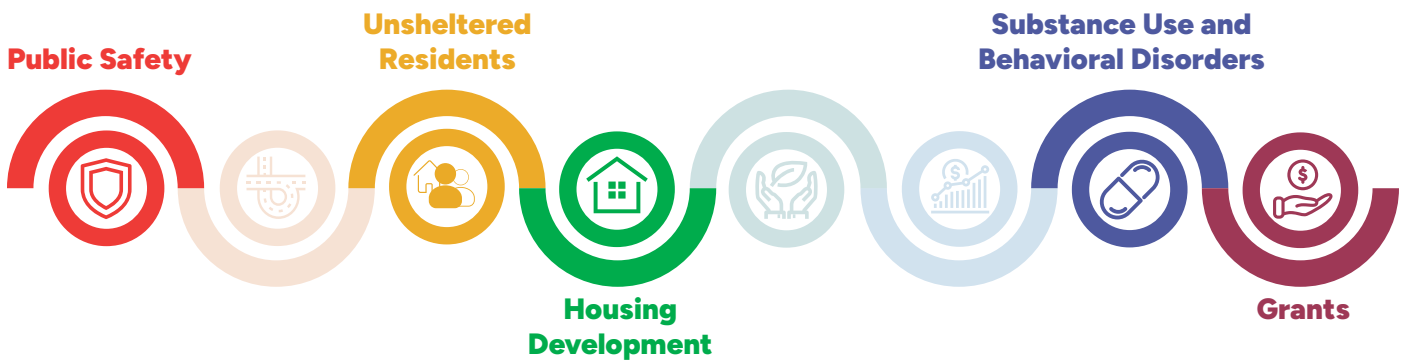 Public Safety
Unsheltered
Residents
Housing
Development
$
Substance Use and
Behavioral Disorders
$
Grants